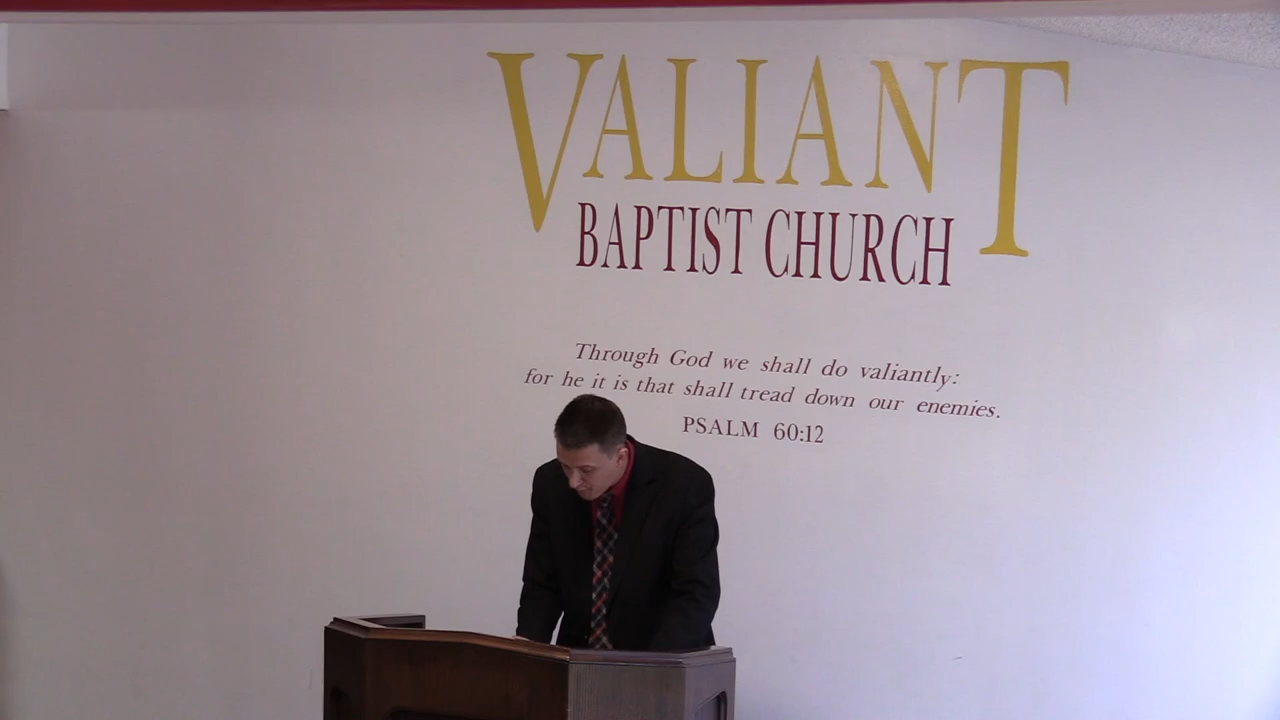 VALIANT
BAPTIST CHURCH
Through God we shall do valiantly:
for he it is that shall tread down our enemies.
PSALM 60:12